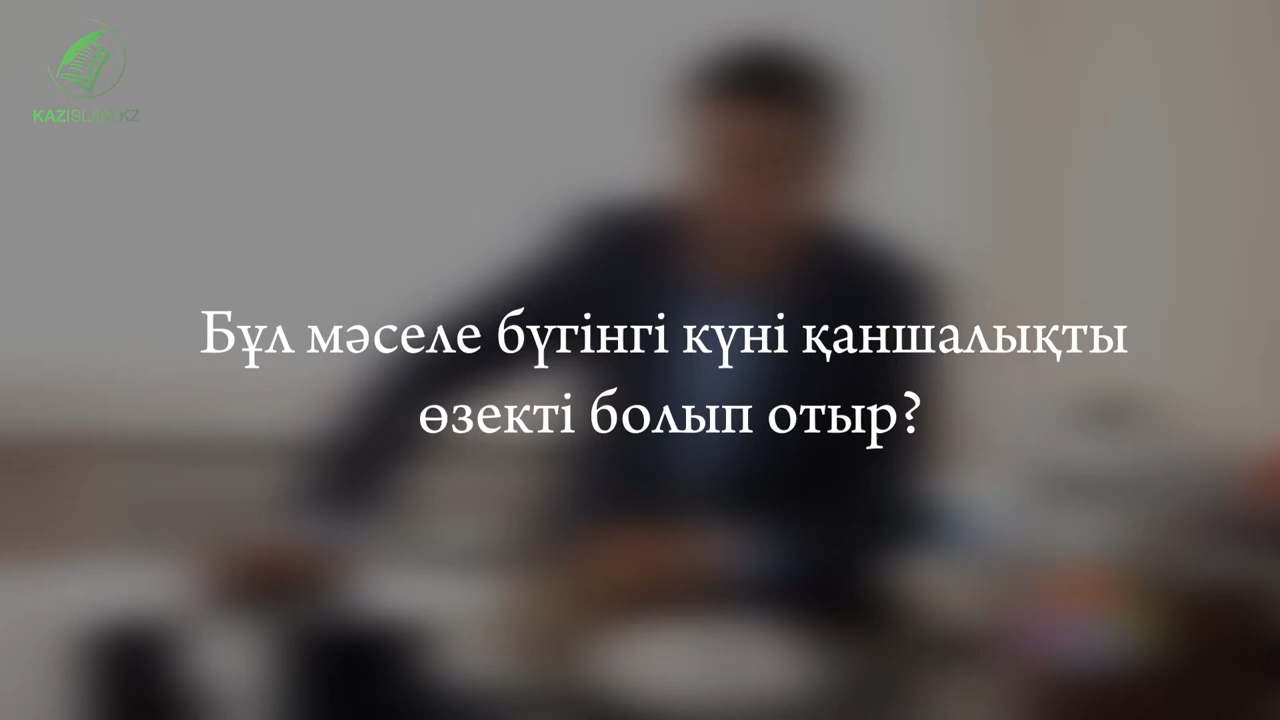 KAZISLAM.KZ
Бұл мәселе бүгінгі күні қаншалықты
өзекті болып отыр?